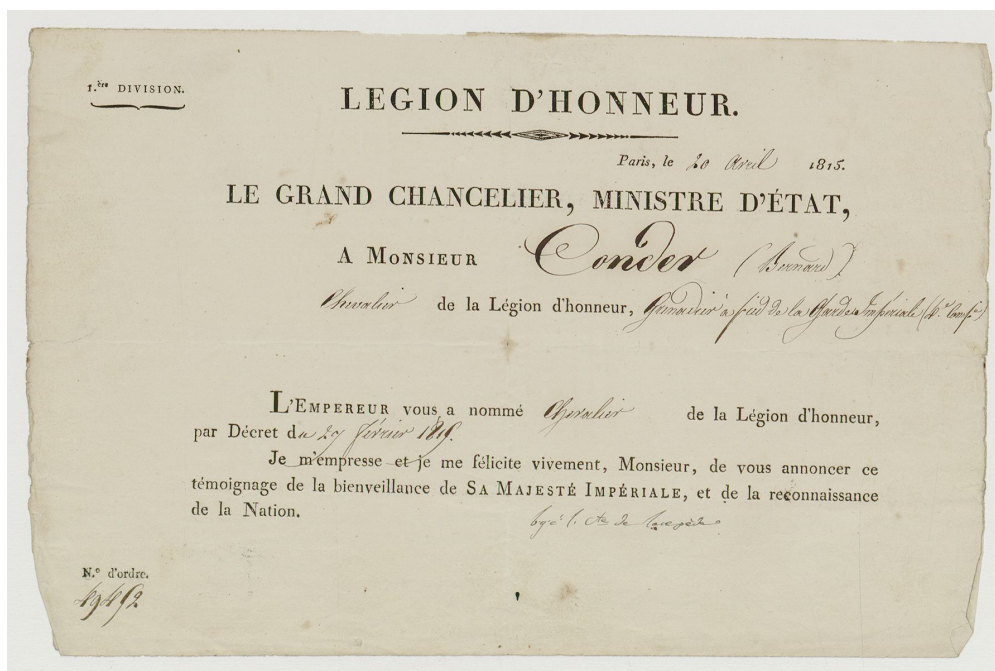 1.ère DIVISION.
LEGION D'HONNEUR.
Paris, le 20 avril 1815.
LE GRAND CHANCELIER, MINISTRE D'ÉTAT,
A MONSIEUR Conder (Bernard)
Chevalier de la Légion d'honneur, Grenadier à pied de la Garde Impériale
L'EMPEREUR vous a nommé Chevalier de la Légion d'honneur,
par Décret du 27 février
Je m'empresse et je me félicite vivement, Monsieur, de vous annoncer ce
témoignage de la bienveillance de SA MAJESTÉ IMPÉRIALE, et de la reconnaissance
de la Nation.
de Lacepède
N.º d'ordre.